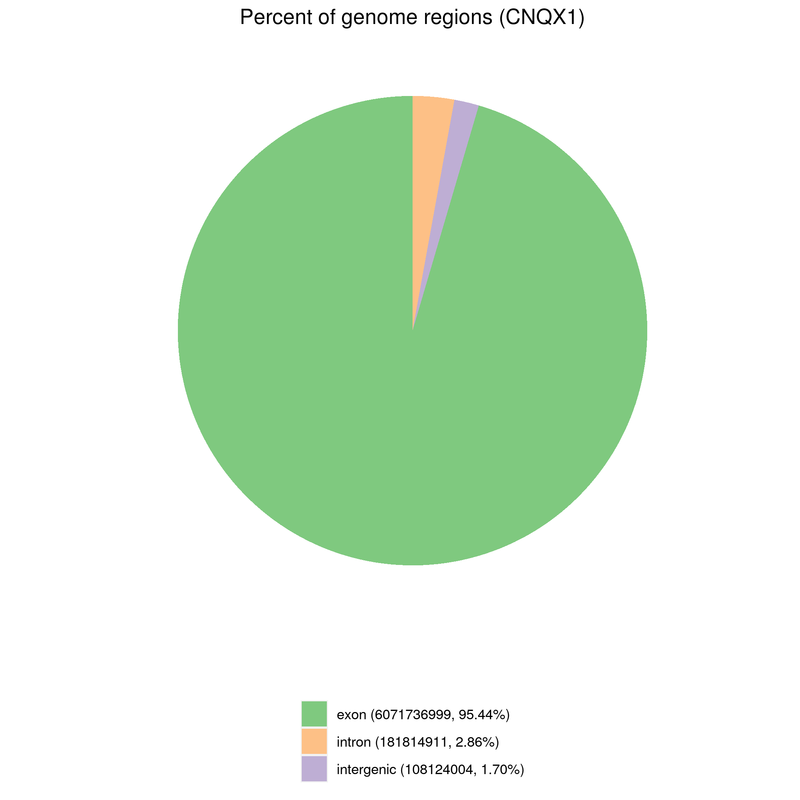 Percent of genome regions (CNQX1)
exon (6071736999, 95.44%)
intron (181814911, 2.86%)
intergenic (108124004, 1.70%)